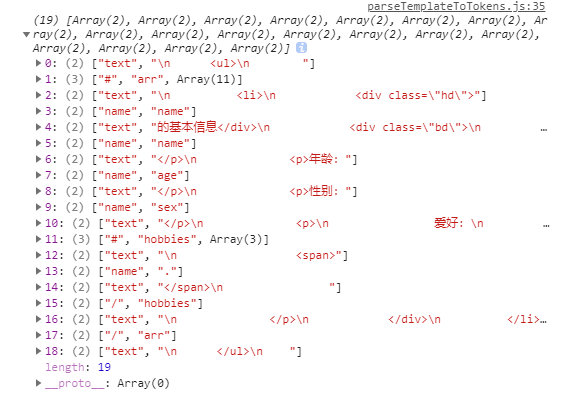 parseTemplateToTokens.js:35
(19) [Array(2), Array(2), Array(2), Array(2), Array(2), Array(2), Array(2), Ar
ray(2), Array(2), Array(2), Array(2), Array(2), Array(2), Array(2), Array(2),
Array(2), Array(2), Array(2), Array(2)] i
0: (2) ["text", "\n      <ul>\n        "]
1: (3) ["#", "arr", Array(11)]
2: (2) ["text", "\n          <li>\n            <div class=\"hd\">"]
3: (2) ["name", "name"]
4: (2) ["text", "的基本信息</div>\n            <div class=\"bd\">\n         …
5: (2) ["name", "name"]
6: (2) ["text", "</p>\n              <p>年龄: "]
7: (2) ["name", "age"]
8: (2) ["text", "</p>\n              <p>性别: "]
9: (2) ["name", "sex"]
10: (2) ["text", "</p>\n              <p>\n                爱好: \n         …
11: (3) ["#", "hobbies", Array(3)]
12: (2) ["text", "\n                  <span>"]
13: (2) ["name", "."]
14: (2) ["text", "</span>\n                "]
15: (2) ["/", "hobbies"]
16: (2) ["text", "\n              </p>\n            </div>\n          </li>…
17: (2) ["/", "arr"]
18: (2) ["text", "\n      </ul>\n    "]
length: 19
__proto__: Array(0)